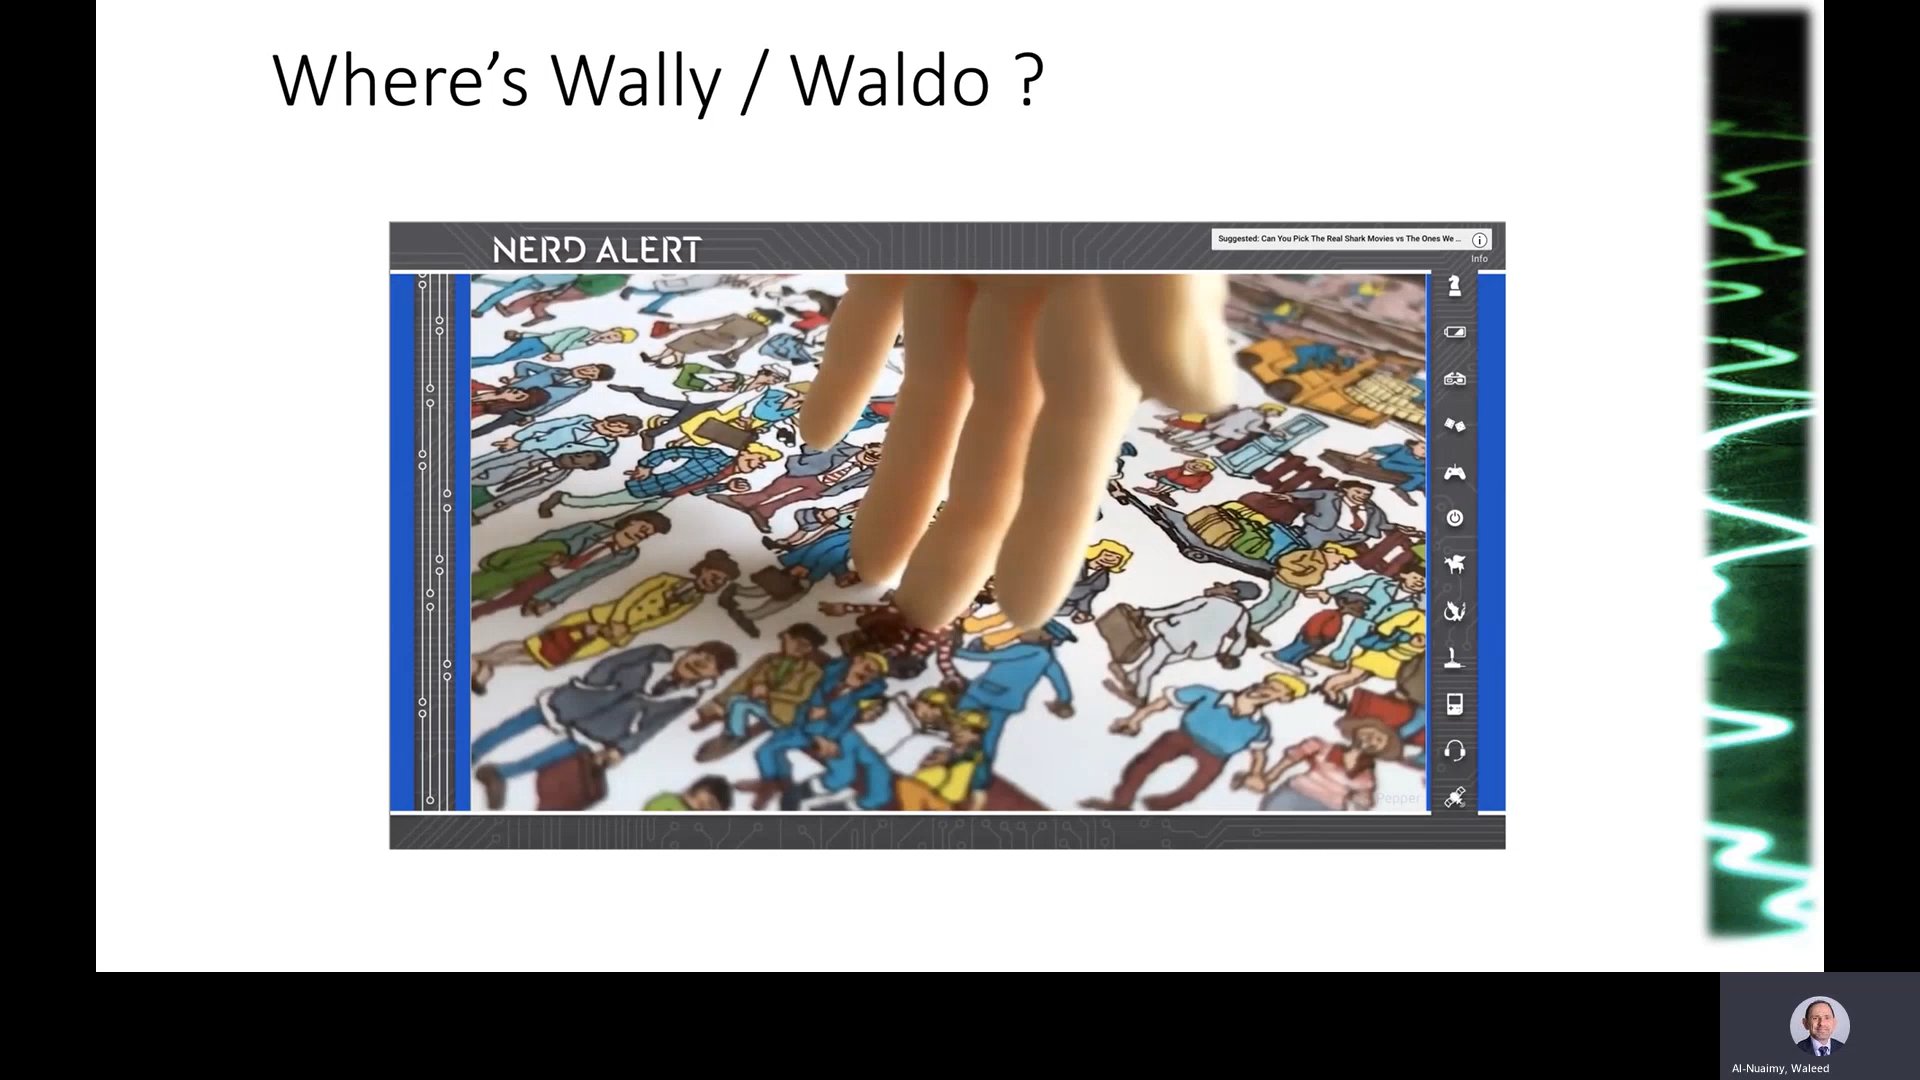 Where’s Wally / Waldo ?
NERD ALERT
Suggested: Can You Pick The Real Shark Movies vs The Ones We ...
Info
Pepper
Al-Nuaimy, Waleed